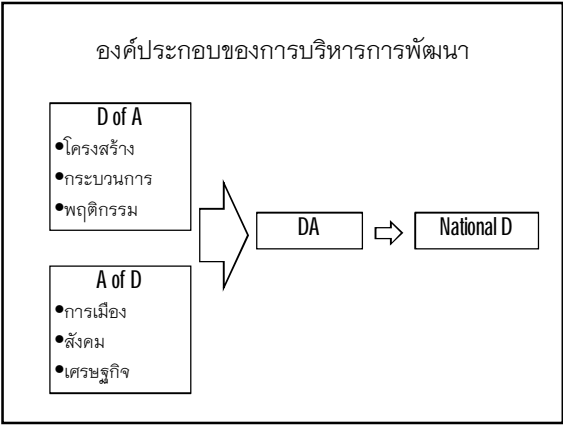 องค์ประกอบของการบริหารการพัฒนา
D of A
●โครงสร้าง
●กระบวนการ
●พฤติกรรม
DA
National D
A of D
●การเมือง
●สังคม
●เศรษฐกิจ